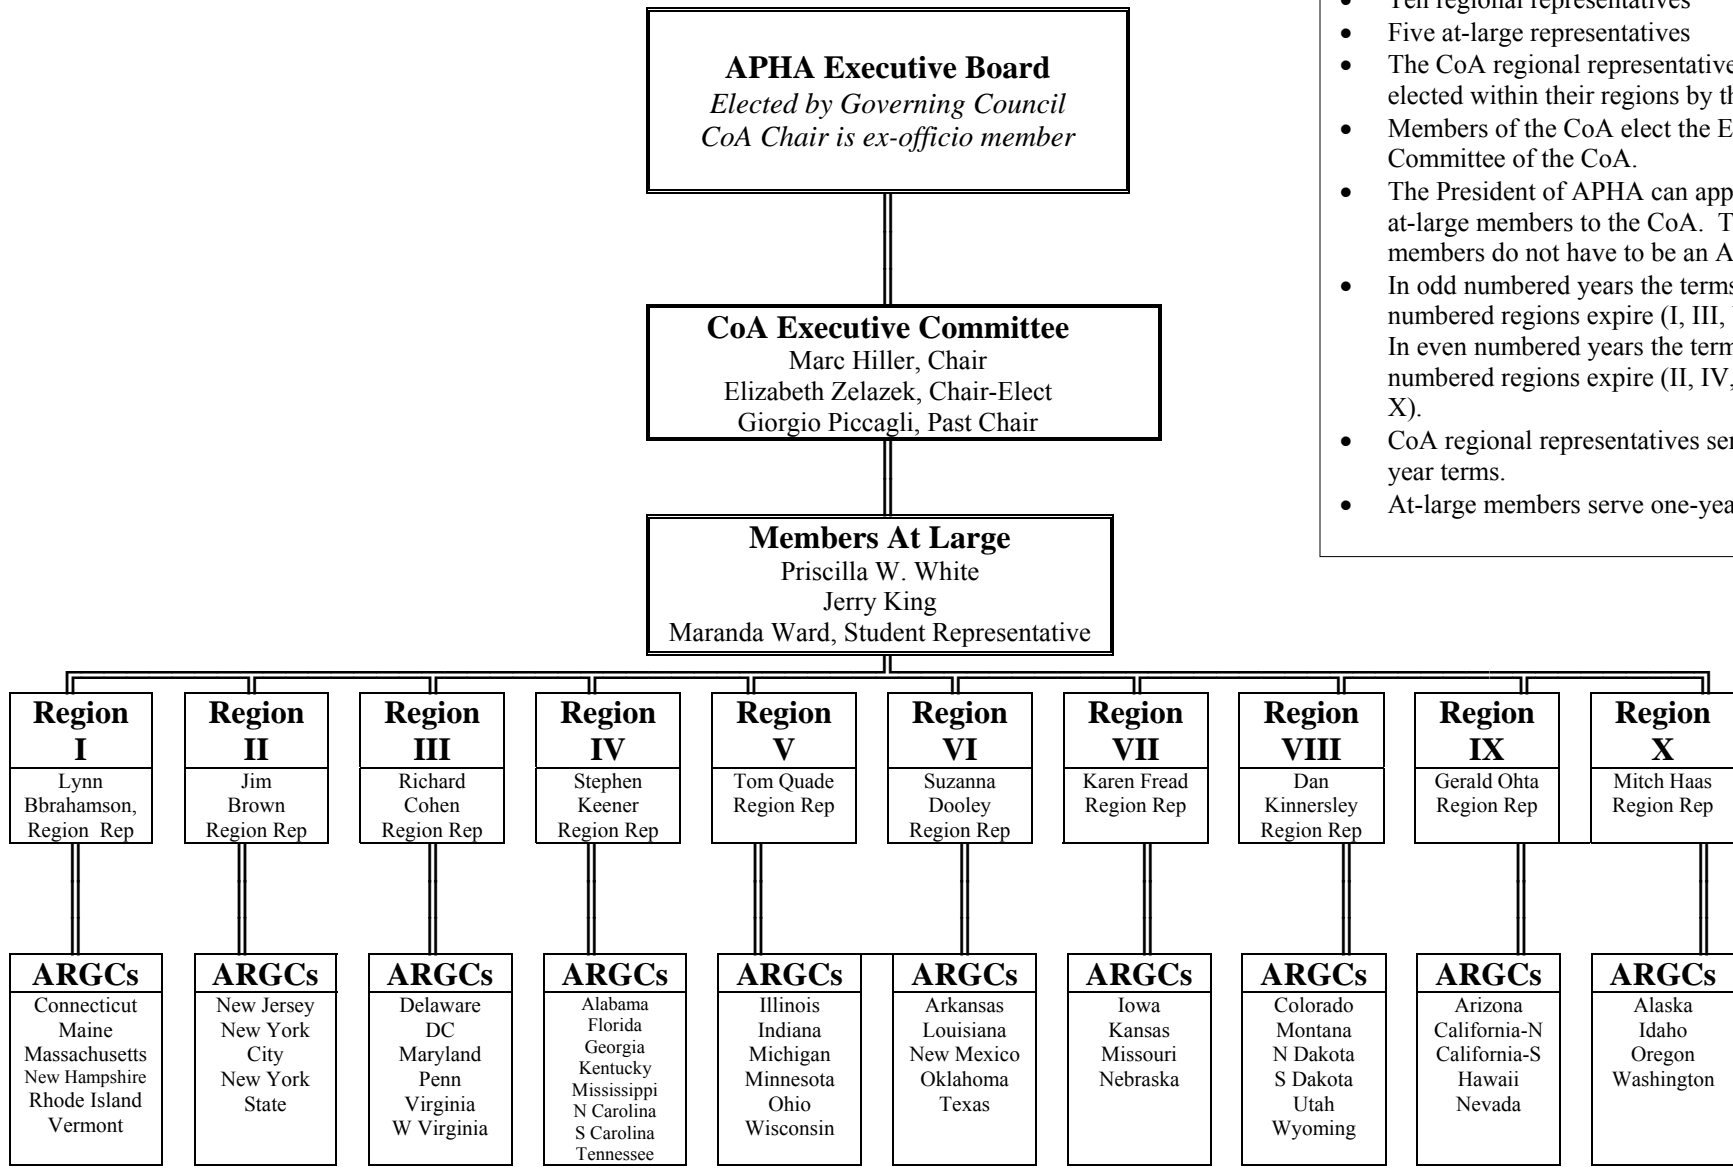 APHA Executive Board
Elected by Governing Council
CoA Chair is ex-officio member
Ten regional representatives
• Five at-large representatives
• The CoA regional representative
elected within their regions by th
• Members of the CoA elect the E
Committee of the CoA.
• The President of APHA can app
at-large members to the CoA. T
members do not have to be an A
• In odd numbered years the terms
numbered regions expire (I, III,
In even numbered years the term
numbered regions expire (II, IV,
X).
• CoA regional representatives ser
year terms.
• At-large members serve one-yea
CoA Executive Committee
Marc Hiller, Chair
Elizabeth Zelazek, Chair-Elect
Giorgio Piccagli, Past Chair
Members At Large
Priscilla W. White
Jerry King
Maranda Ward, Student Representative
Region
I
Lynn
Bbrahamson,
Region Rep
Region
II
Jim
Brown
Region Rep
Region
III
Richard
Cohen
Region Rep
Region
IV
Stephen
Keener
Region Rep
Region
V
Tom Quade
Region Rep
Region
VI
Suzanna
Dooley
Region Rep
Region
VII
Karen Fread
Region Rep
Region
VIII
Dan
Kinnersley
Region Rep
Region
IX
Gerald Ohta
Region Rep
Region
X
Mitch Haas
Region Rep
ARGCs
Connecticut
Maine
Massachusetts
New Hampshire
Rhode Island
Vermont
ARGCs
New Jersey
New York
City
New York
State
ARGCs
Delaware
DC
Maryland
Penn
Virginia
W Virginia
ARGCs
Alabama
Florida
Georgia
Kentucky
Mississippi
N Carolina
S Carolina
Tennessee
ARGCs
Illinois
Indiana
Michigan
Minnesota
Ohio
Wisconsin
ARGCs
Arkansas
Louisiana
New Mexico
Oklahoma
Texas
ARGCs
Iowa
Kansas
Missouri
Nebraska
ARGCs
Colorado
Montana
N Dakota
S Dakota
Utah
Wyoming
ARGCs
Arizona
California-N
California-S
Hawaii
Nevada
ARGCs
Alaska
Idaho
Oregon
Washington